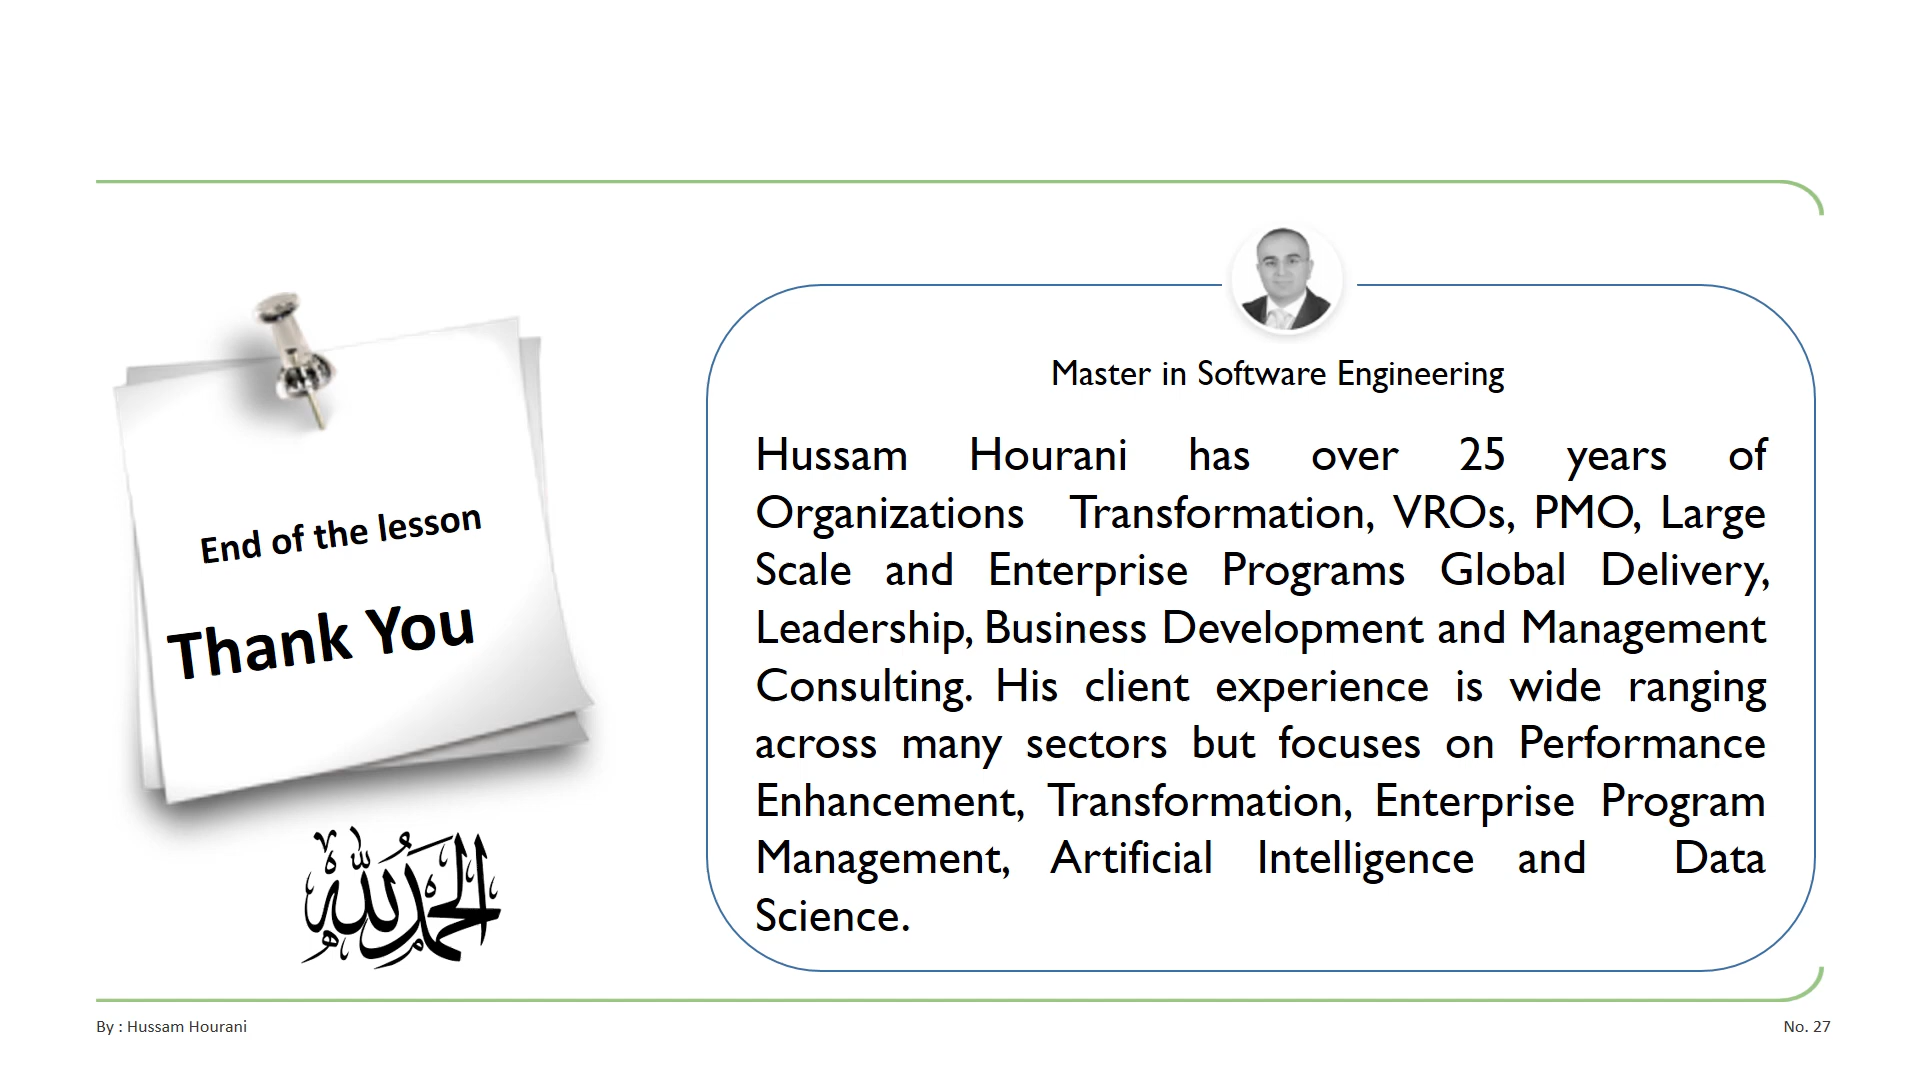 End of the lesson
Thank You
الحمد لله
Master in Software Engineering
Hussam Hourani has over 25 years of
Organizations Transformation, VROs, PMO, Large
Scale and Enterprise Programs Global Delivery,
Leadership, Business Development and Management
Consulting. His client experience is wide ranging
across many sectors but focuses on Performance
Enhancement, Transformation, Enterprise Program
Management, Artificial Intelligence and Data
Science.
By : Hussam Hourani
No. 27